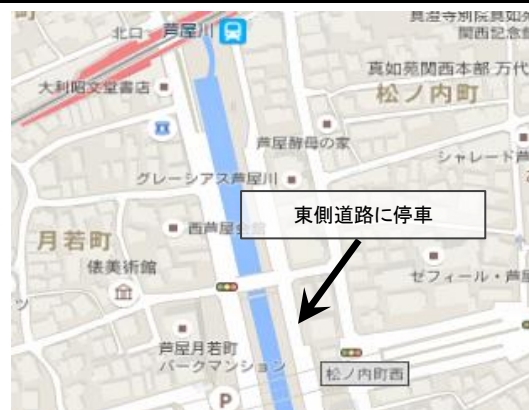 北口
芦屋川
真澄寺別院真如
関西記念館
大利昭文堂書店
真如苑関西本部 万代
松ノ内町
芦屋酵母の家
シャレード芦
グレーシアス芦屋川
東側道路に停車
西芦屋会館
月若町
俵美術館
セフィール・芦屋
芦屋月若町
パークマンション
松ノ内町西
P